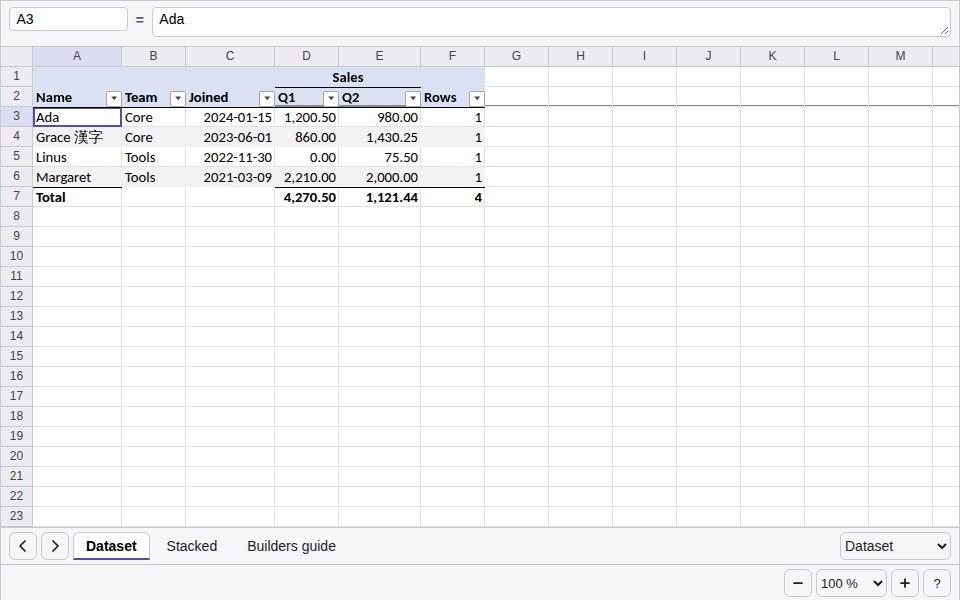 A3 = Ada
A B C D E F G H I J K L M
1 Sales
2 Name Team Joined Q1 Q2 Rows
3 Ada Core 2024-01-15 1,200.50 980.00 1
4 Grace 漢字 Core 2023-06-01 860.00 1,430.25 1
5 Linus Tools 2022-11-30 0.00 75.50 1
6 Margaret Tools 2021-03-09 2,210.00 2,000.00 1
7 Total 4,270.50 1,121.44 4
8
9
10
11
12
13
14
15
16
17
18
19
20
21
22
23
Dataset Stacked Builders guide Dataset
− 100 % + ?